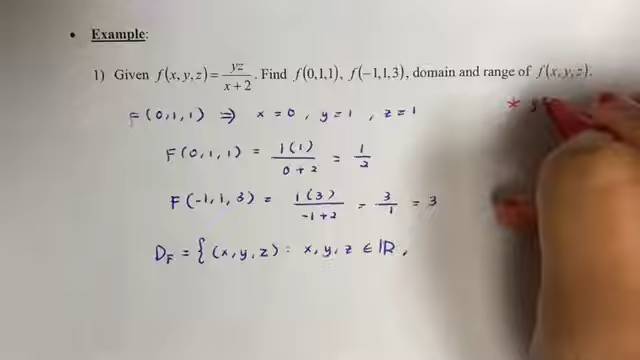 • Example:
1) Given f(x,y,z) = yz / x+2. Find f(0,1,1), f(−1,1,3), domain and range of f(x,y,z).
F(0,1,1) ⇒ x = 0, y = 1, z = 1
* y
F(0,1,1) = 1(1) / 0+2 = 1/2
F(-1,1,3) = 1(3) / -1+2 = 3/1 = 3
D_F = { (x,y,z) : x,y,z ∈ ℝ,